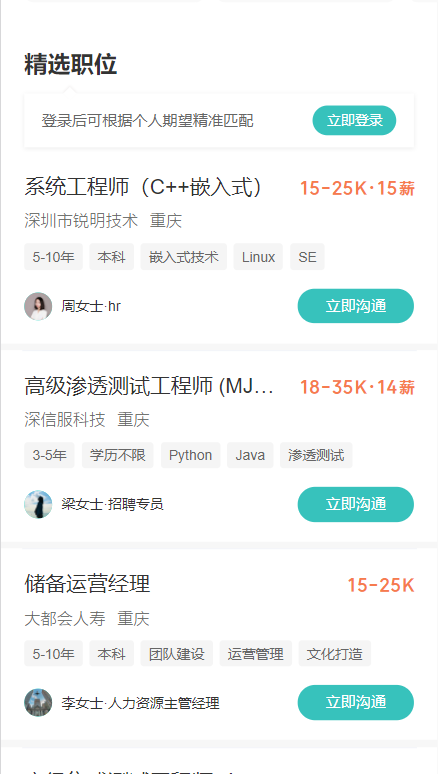 精选职位
登录后可根据个人期望精准匹配 立即登录
系统工程师（C++嵌入式） 15-25K·15薪
深圳市锐明技术 重庆
5-10年 本科 嵌入式技术 Linux SE
周女士·hr 立即沟通
高级渗透测试工程师 (MJ... 18-35K·14薪
深信服科技 重庆
3-5年 学历不限 Python Java 渗透测试
梁女士·招聘专员 立即沟通
储备运营经理 15-25K
大都会人寿 重庆
5-10年 本科 团队建设 运营管理 文化打造
李女士·人力资源主管经理 立即沟通